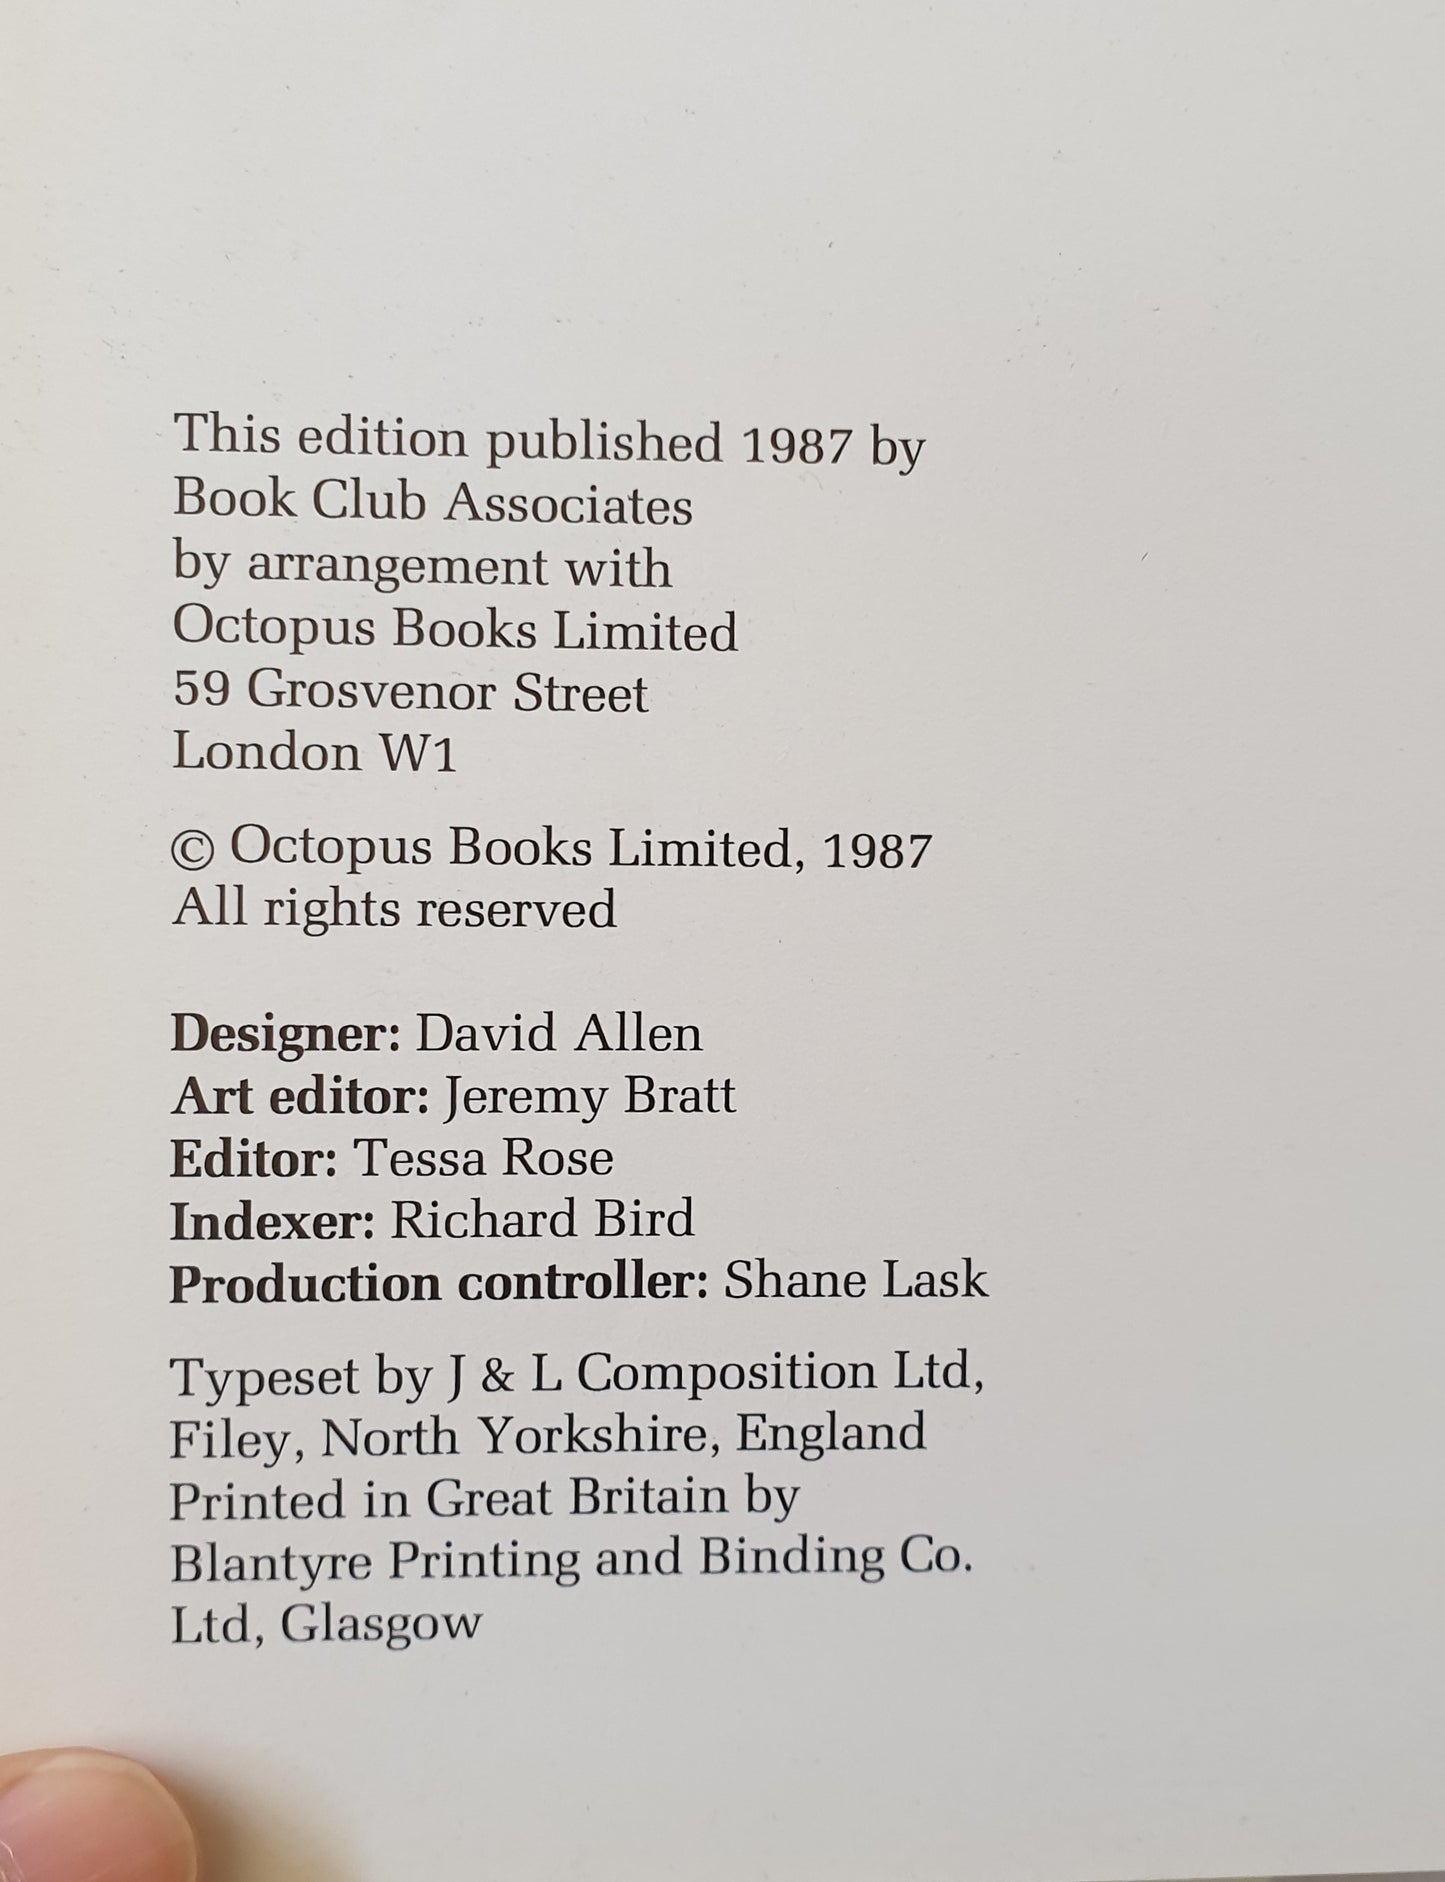 This edition published 1987 by
Book Club Associates
by arrangement with
Octopus Books Limited
59 Grosvenor Street
London W1
© Octopus Books Limited, 1987
All rights reserved
Designer: David Allen
Art editor: Jeremy Bratt
Editor: Tessa Rose
Indexer: Richard Bird
Production controller: Shane Lask
Typeset by J & L Composition Ltd,
Filey, North Yorkshire, England
Printed in Great Britain by
Blantyre Printing and Binding Co.
Ltd, Glasgow